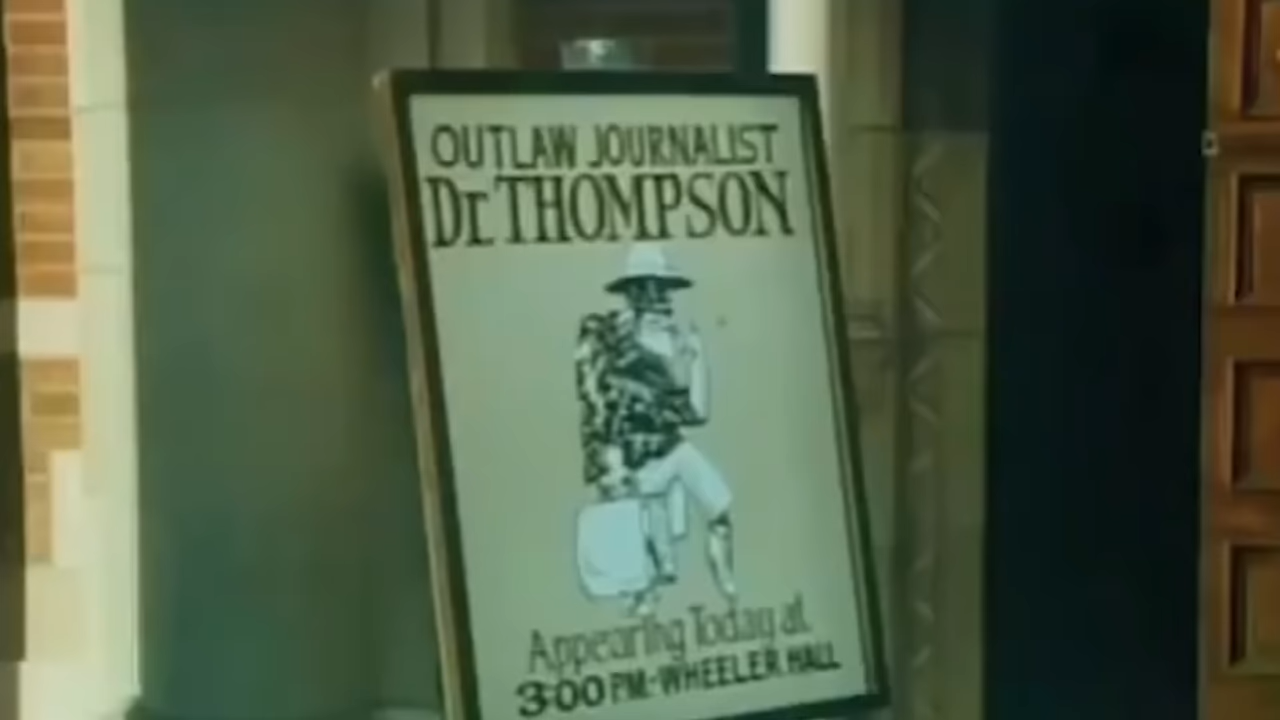 OUTLAW JOURNALIST
Dr THOMPSON
Appearing Today at
3:00 PM-WHEELER HALL